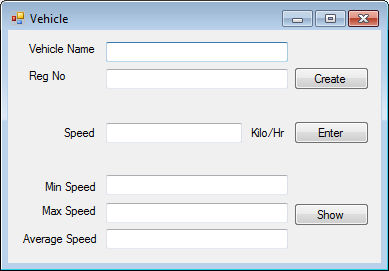 Vehicle
Vehicle Name
Reg No
Create
Speed Kilo/Hr Enter
Min Speed
Max Speed Show
Average Speed